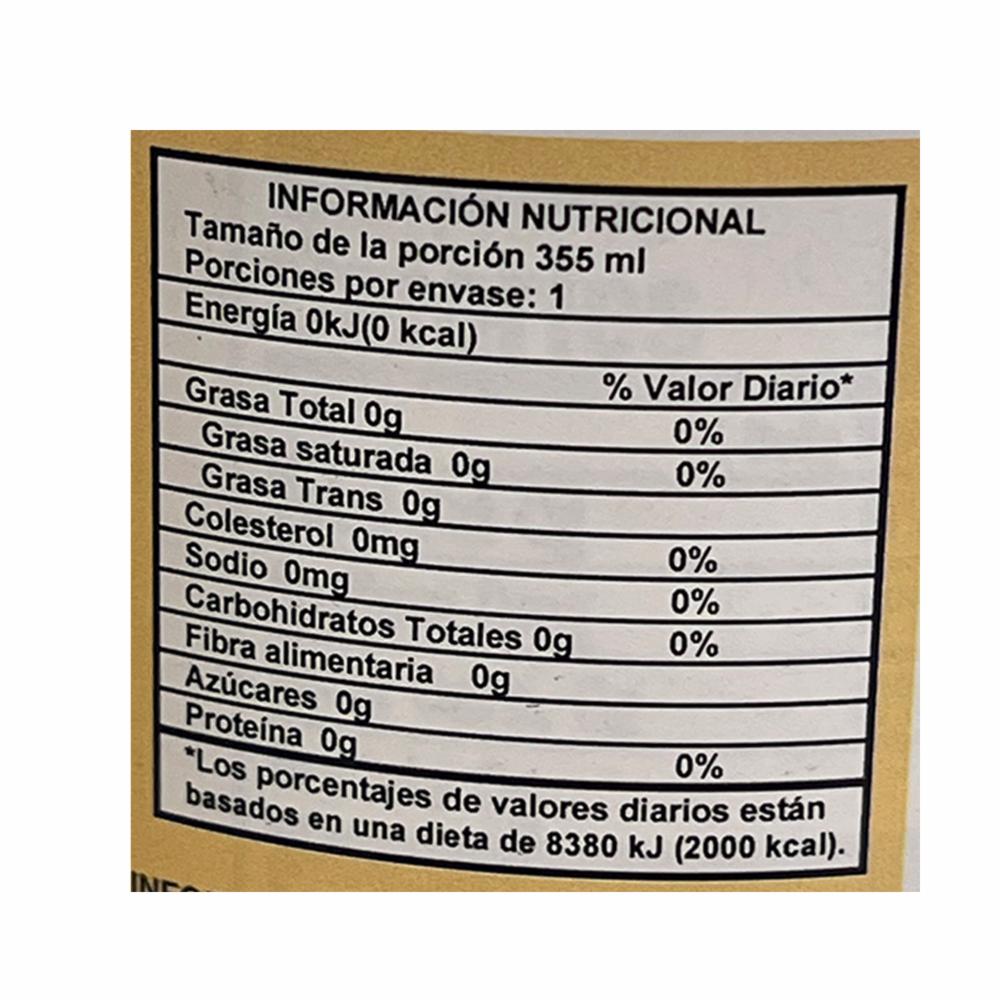 INFORMACIÓN NUTRICIONAL
Tamaño de la porción 355 ml
Porciones por envase: 1
Energía 0kJ(0 kcal)
% Valor Diario*
Grasa Total 0g 0%
Grasa saturada 0g 0%
Grasa Trans 0g
Colesterol 0mg 0%
Sodio 0mg 0%
Carbohidratos Totales 0g 0%
Fibra alimentaria 0g
Azúcares 0g
Proteína 0g 0%
*Los porcentajes de valores diarios están
basados en una dieta de 8380 kJ (2000 kcal).